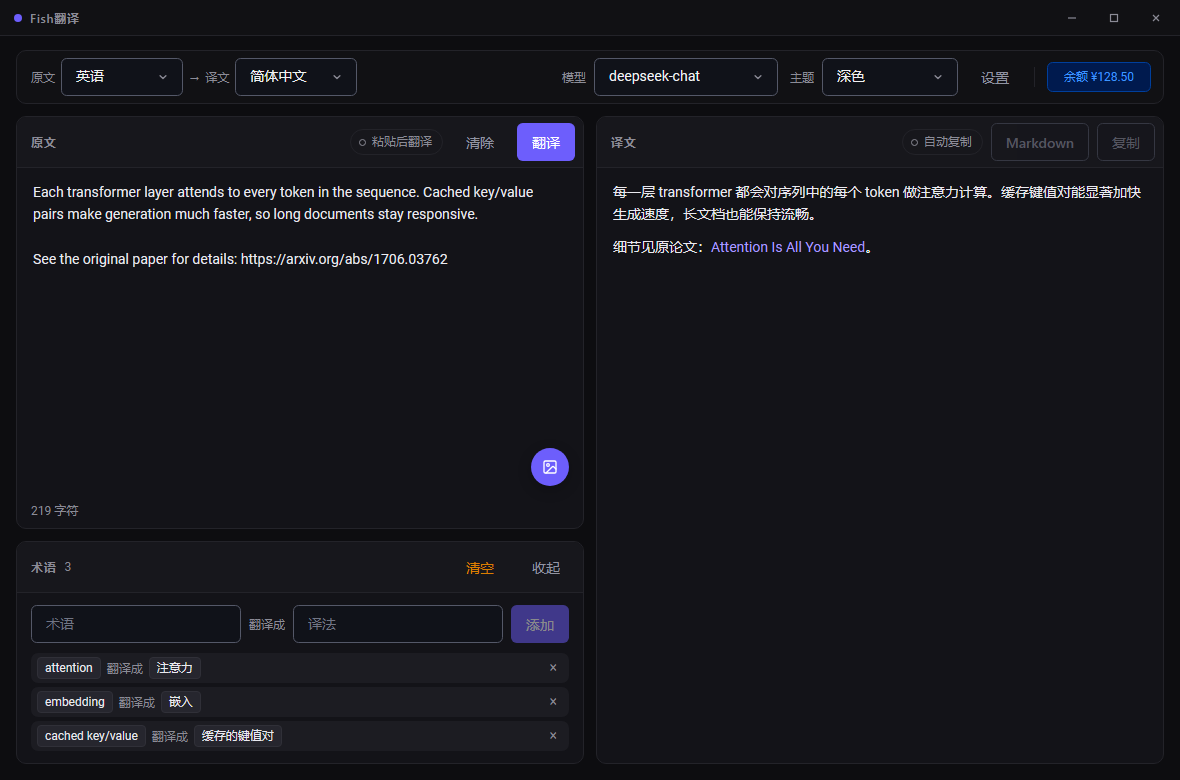 Fish翻译
原文 英语 → 译文 简体中文 模型 deepseek-chat 主题 深色 设置 余额 ¥128.50
原文 粘贴后翻译 清除 翻译
Each transformer layer attends to every token in the sequence. Cached key/value
pairs make generation much faster, so long documents stay responsive.
See the original paper for details: https://arxiv.org/abs/1706.03762
219 字符
译文 自动复制 Markdown 复制
每一层 transformer 都会对序列中的每个 token 做注意力计算。缓存键值对能显著加快
生成速度，长文档也能保持流畅。
细节见原论文：Attention Is All You Need。
术语 3 清空 收起
术语 翻译成 译法 添加
attention 翻译成 注意力 ×
embedding 翻译成 嵌入 ×
cached key/value 翻译成 缓存的键值对 ×